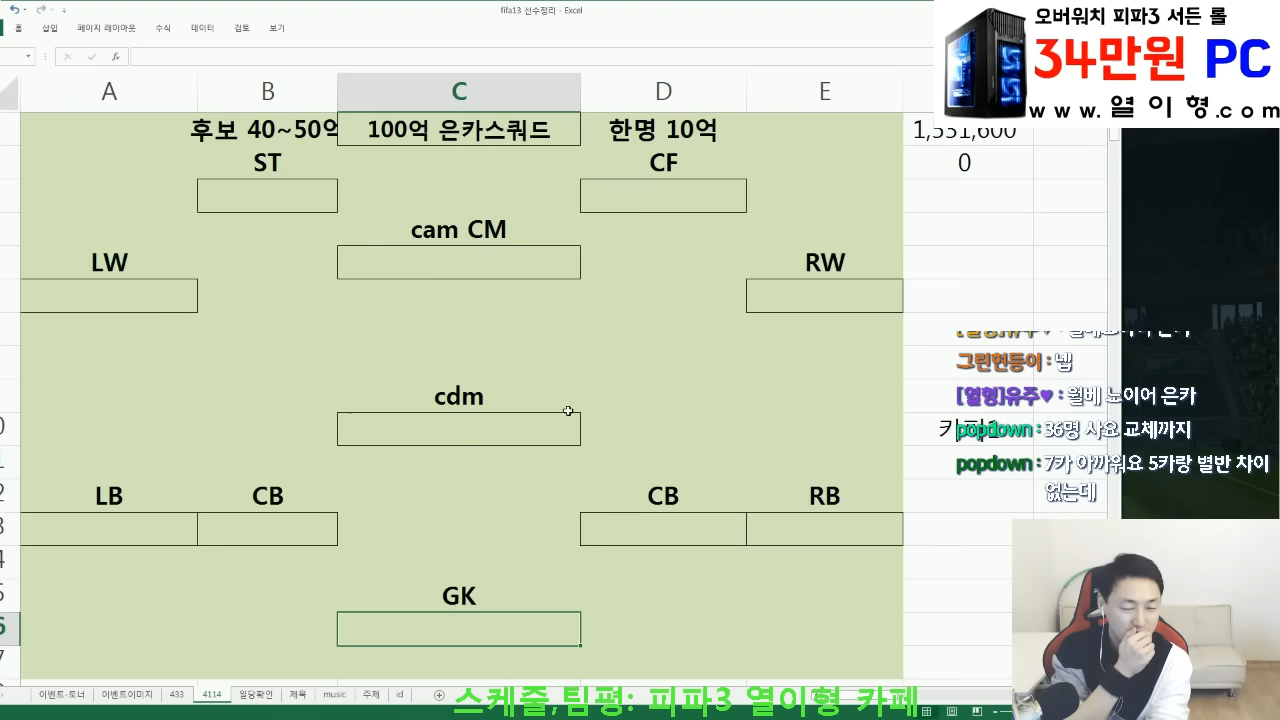 fifa13 선수정리 - Excel
홈 삽입 페이지 레이아웃 수식 데이터 검토 보기
오버워치 피파3 서든 롤
34만원 PC
www.열이형.com
A B C D E
후보 40~50억 100억 은카스쿼드 한명 10억 1,531,600
ST CF 0
cam CM
LW RW
그린현등이 : 넵
cdm
[열형]유주♥ : 월베 노이어 은카
popdown : 36명 사요 교체까지
popdown : 7카 아까워요 5카랑 별반 차이
없는데
LB CB CB RB
GK
이벤트-토너 이벤트이미지 433 4114 일당확인 제목 music 주제 id
스케줄,팀평: 피파3 열이형 카페